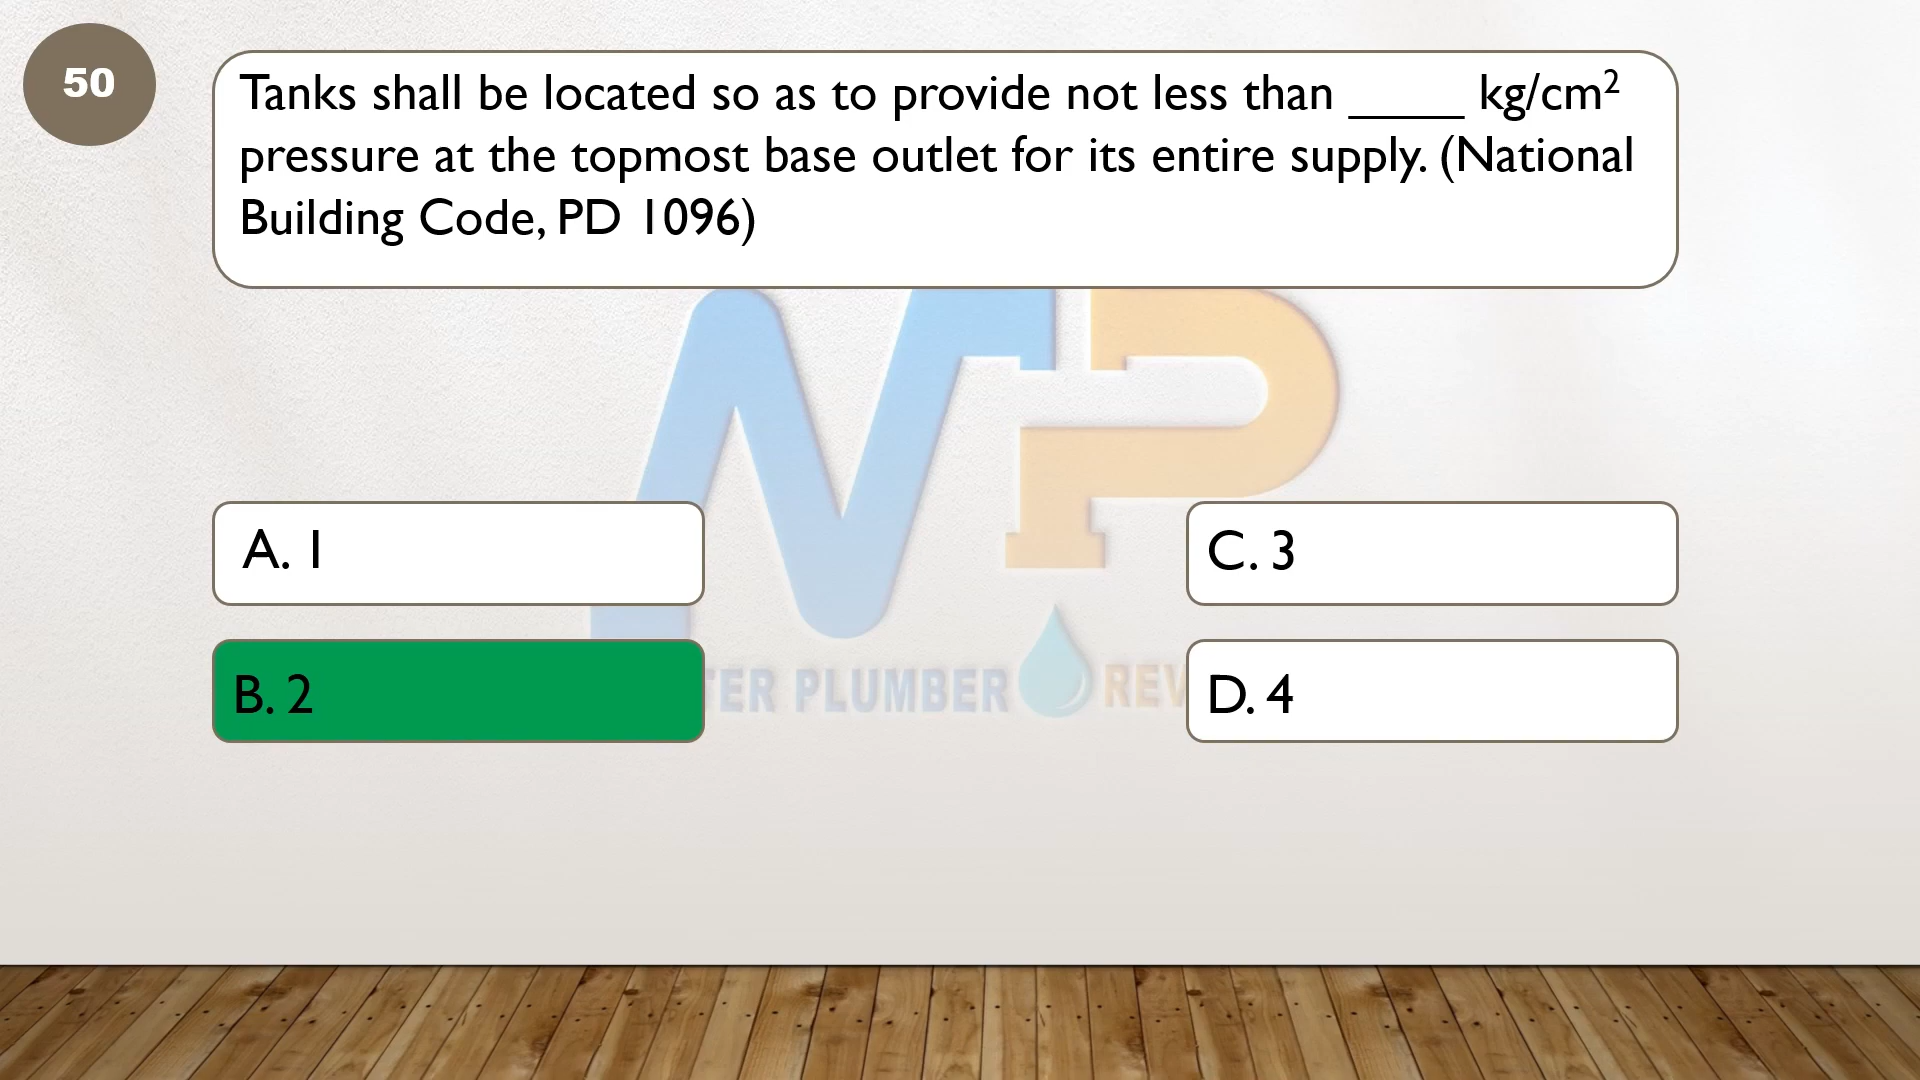 50
Tanks shall be located so as to provide not less than _____ kg/cm²
pressure at the topmost base outlet for its entire supply. (National
Building Code, PD 1096)
A. 1
C. 3
B. 2
D. 4
TER PLUMBER REV